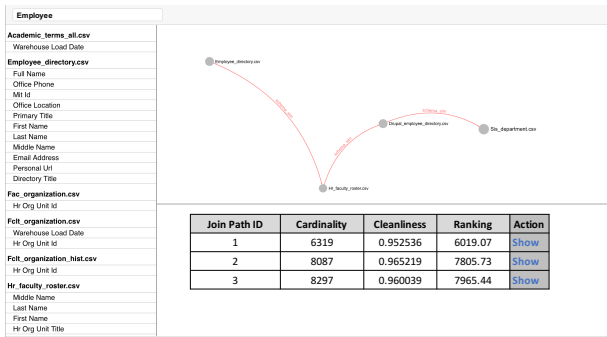 Employee
Academic_terms_all.csv
Warehouse Load Date
Employee_directory.csv
Full Name
Office Phone
Mit Id
Office Location
Primary Title
First Name
Last Name
Middle Name
Email Address
Personal Url
Directory Title
Fac_organization.csv
Hr Org Unit Id
Fclt_organization.csv
Warehouse Load Date
Hr Org Unit Id
Fclt_organization_hist.csv
Hr Org Unit Id
Hr_faculty_roster.csv
Middle Name
Last Name
First Name
Hr Org Unit Title
Employee_directory.csv
schema_sim
Drupal_employee_directory.csv
schema_sim
Sis_department.csv
schema_sim
Hr_faculty_roster.csv
Join Path ID Cardinality Cleanliness Ranking Action
1 6319 0.952536 6019.07 Show
2 8087 0.965219 7805.73 Show
3 8297 0.960039 7965.44 Show